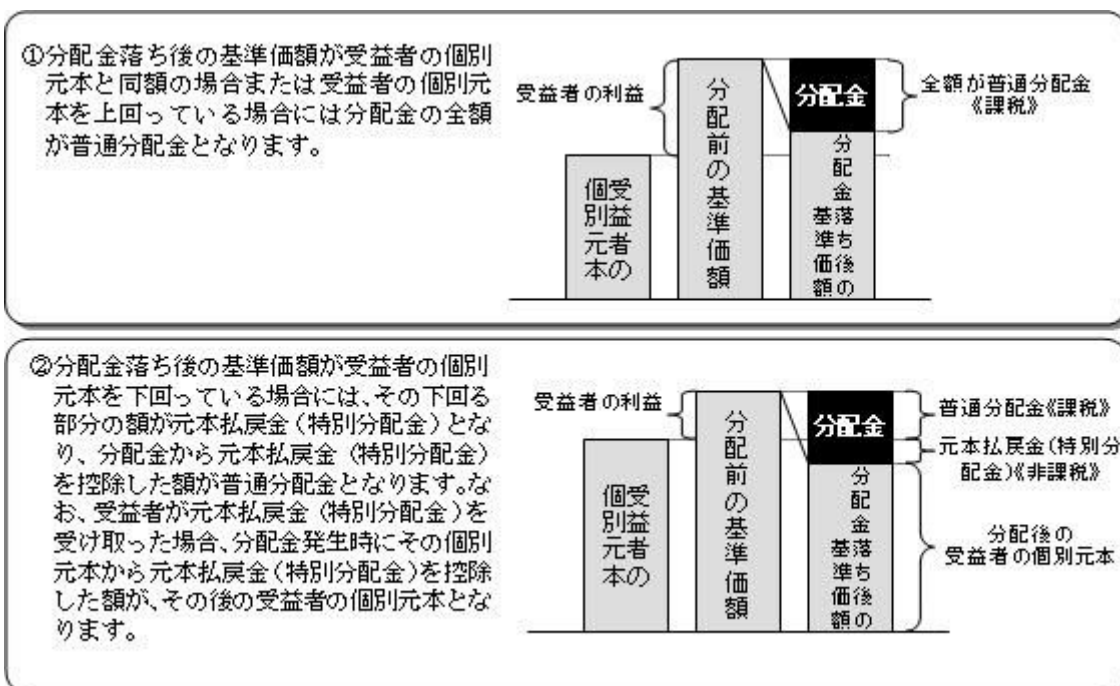 ①分配金落ち後の基準価額が受益者の個別
元本と同額の場合または受益者の個別元
本を上回っている場合には分配金の全額
が普通分配金となります。
受益者の利益
個別元本
受益者の
分配前の基準価額
分配金
分配金落ち後の
基準価額
全額が普通分配金
《課税》
②分配金落ち後の基準価額が受益者の個別
元本を下回っている場合には、その下回る
部分の額が元本払戻金(特別分配金)とな
り、分配金から元本払戻金(特別分配金)
を控除した額が普通分配金となります。な
お、受益者が元本払戻金(特別分配金)を
受け取った場合、分配金発生時にその個別
元本から元本払戻金(特別分配金)を控除
した額が、その後の受益者の個別元本とな
ります。
受益者の利益
受益者の
個別元本
分配前の基準価額
分配金
分配金落ち後の
基準価額
普通分配金《課税》
元本払戻金(特別分
配金)《非課税》
分配後の
受益者の個別元本